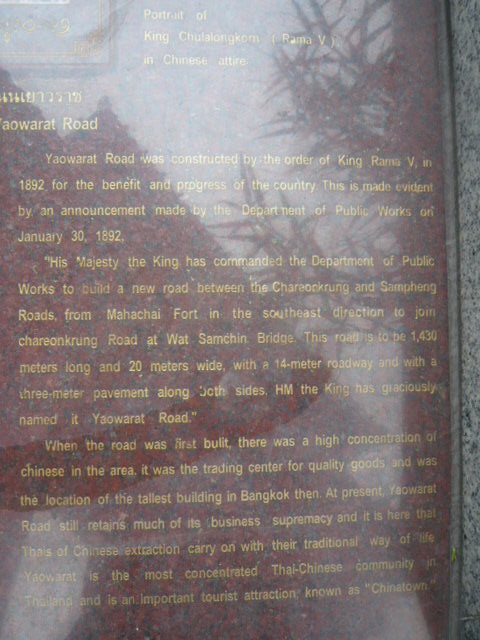 Portrait of
King Chulalongkorn ( Rama V )
in Chinese attire
นนเยาวราช
Yaowarat Road
Yaowarat Road was constructed by the order of King Rama V, in
1892 for the benefit and progress of the country. This is made evident
by an announcement made by the Department of Public Works on
January 30, 1892.
"His Majesty the King has commanded the Department of Public
Works to build a new road between the Chareonkrung and Sampheng
Roads, from Mahachai Fort in the southeast direction to join
chareonkrung Road at Wat Samchin Bridge. This road is to be 1,430
meters long and 20 meters wide, with a 14-meter roadway and with a
three-meter pavement along both sides. HM the King has graciously
named it Yaowarat Road."
When the road was first bulit, there was a high concentration of
chinese in the area, it was the trading center for quality goods and was
the location of the tallest building in Bangkok then. At present, Yaowarat
Road still retains much of its business supremacy and it is here that
Thais of Chinese extraction carry on with their traditional way of life
Yaowarat is the most concentrated Thai-Chinese community in
Thailand and is an important tourist attraction, known as "Chinatown."